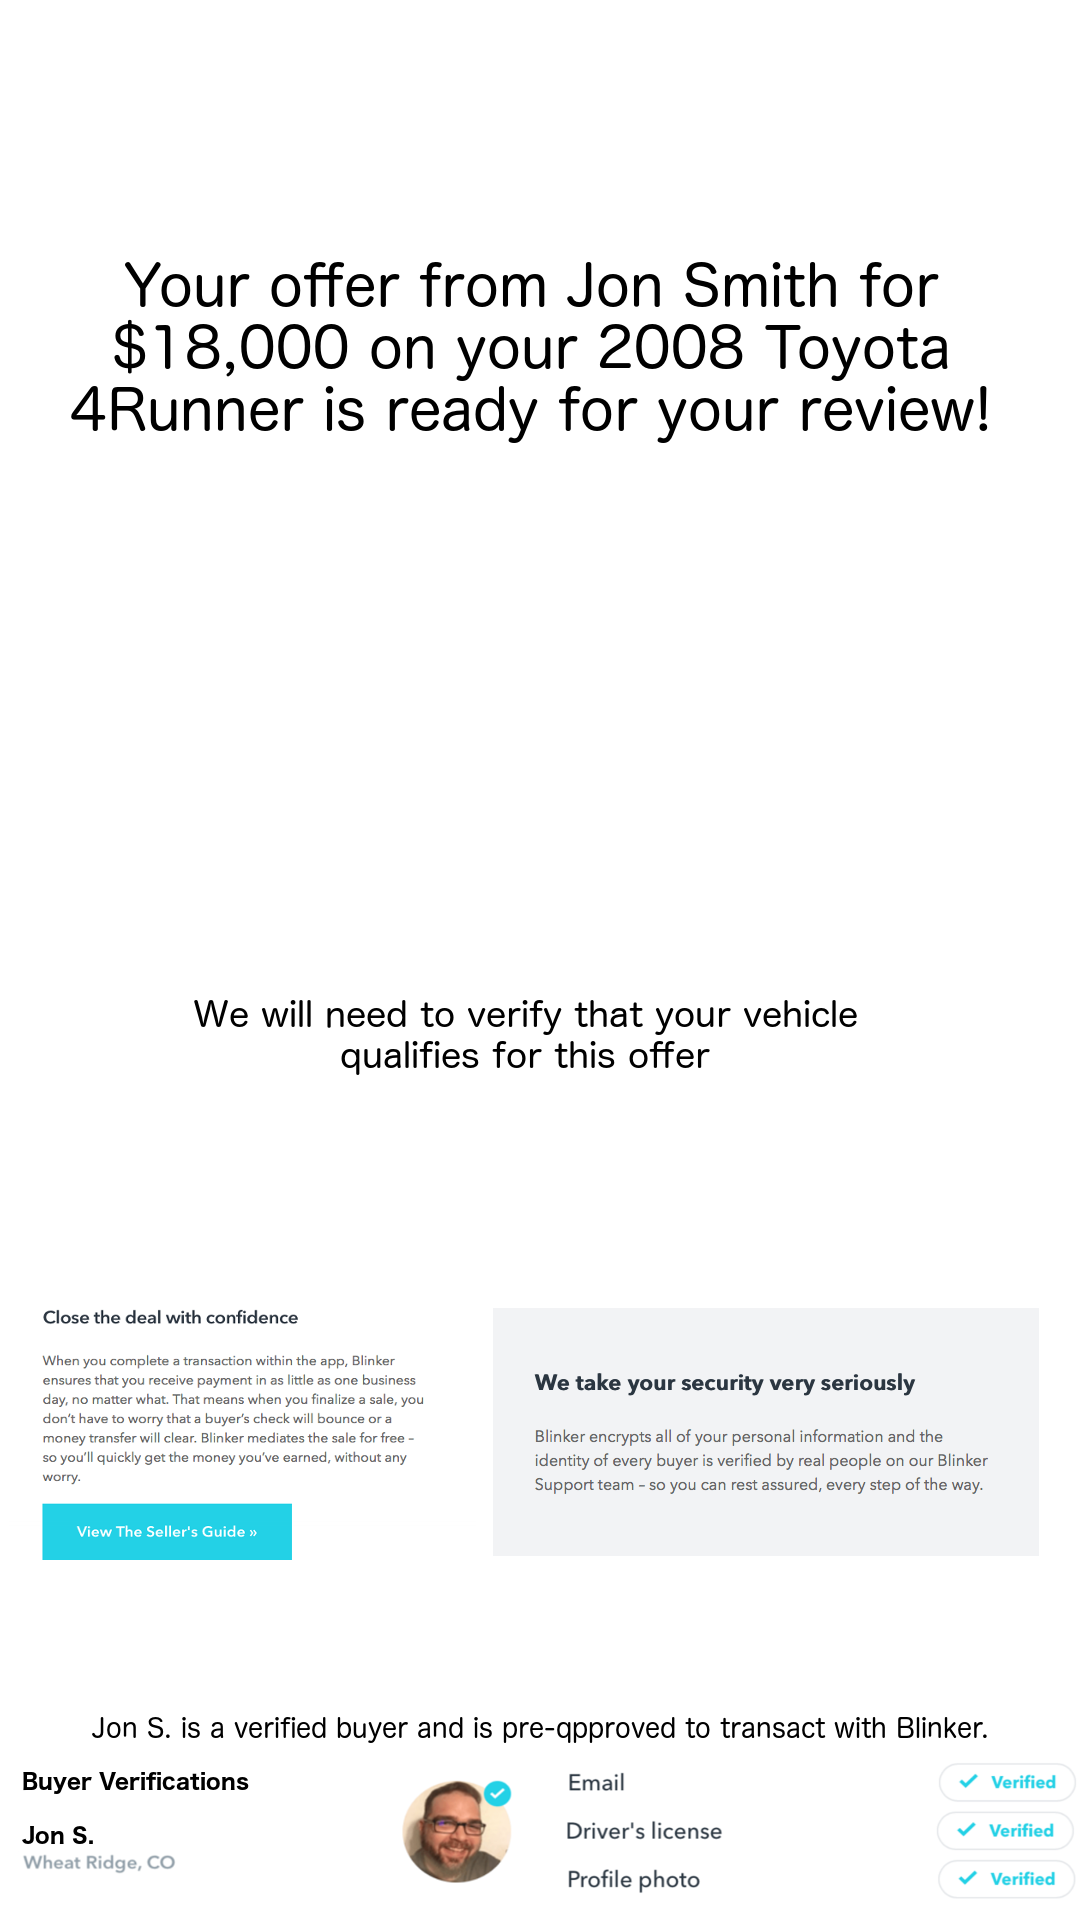 Your offer from Jon Smith for
$18,000 on your 2008 Toyota
4Runner is ready for your review!
We will need to verify that your vehicle
qualifies for this offer
Close the deal with confidence
When you complete a transaction within the app, Blinker
ensures that you receive payment in as little as one business
day, no matter what. That means when you finalize a sale, you
don't have to worry that a buyer's check will bounce or a
money transfer will clear. Blinker mediates the sale for free –
so you'll quickly get the money you've earned, without any
worry.
View The Seller's Guide »
We take your security very seriously
Blinker encrypts all of your personal information and the
identity of every buyer is verified by real people on our Blinker
Support team – so you can rest assured, every step of the way.
Jon S. is a verified buyer and is pre-qpproved to transact with Blinker.
Buyer Verifications
Jon S.
Wheat Ridge, CO
Email Verified
Driver's license Verified
Profile photo Verified